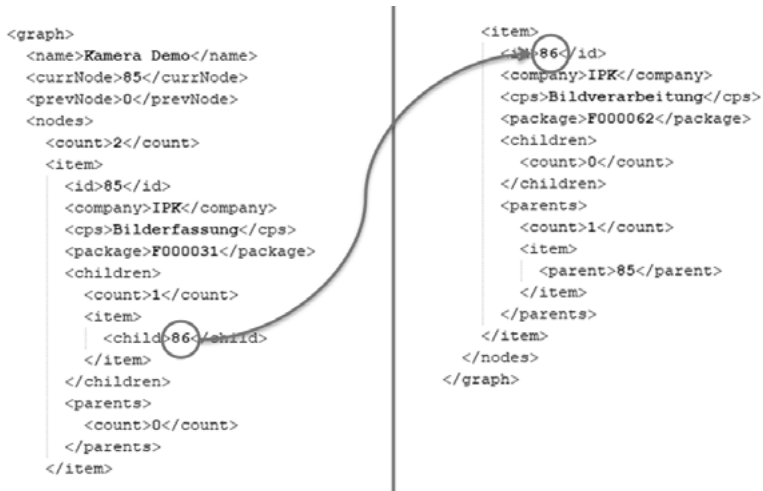 <graph>
<name>Kamera Demo</name>
<currNode>85</currNode>
<prevNode>0</prevNode>
<nodes>
<count>2</count>
<item>
<id>85</id>
<company>IPK</company>
<cps>Bilderfassung</cps>
<package>F000031</package>
<children>
<count>1</count>
<item>
<child>86</child>
</item>
</children>
<parents>
<count>0</count>
</parents>
</item>
<item>
<id>86</id>
<company>IPK</company>
<cps>Bildverarbeitung</cps>
<package>F000062</package>
<children>
<count>0</count>
</children>
<parents>
<count>1</count>
<item>
<parent>85</parent>
</item>
</parents>
</item>
</nodes>
</graph>